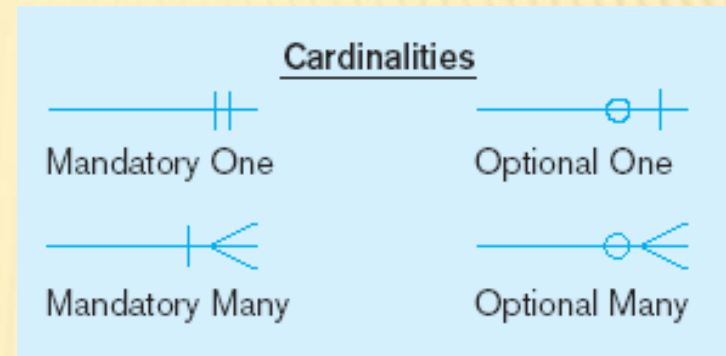 Cardinalities
Mandatory One
Optional One
Mandatory Many
Optional Many